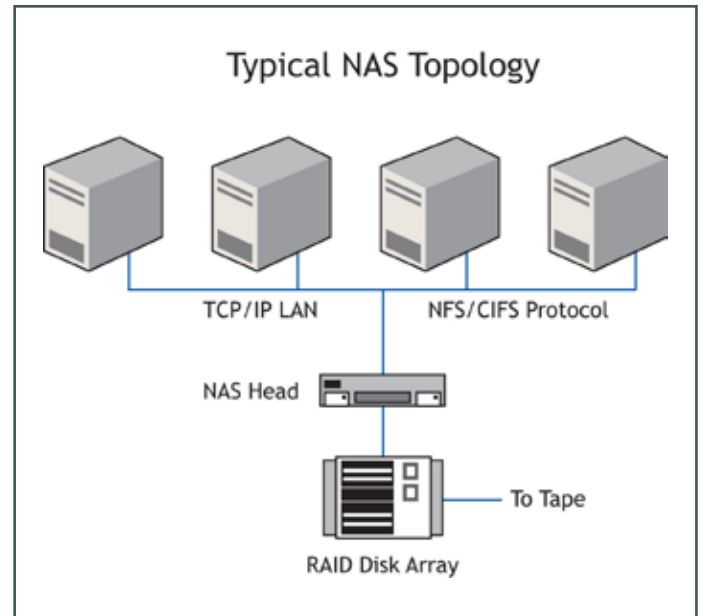 Typical NAS Topology
TCP/IP LAN
NFS/CIFS Protocol
NAS Head
To Tape
RAID Disk Array